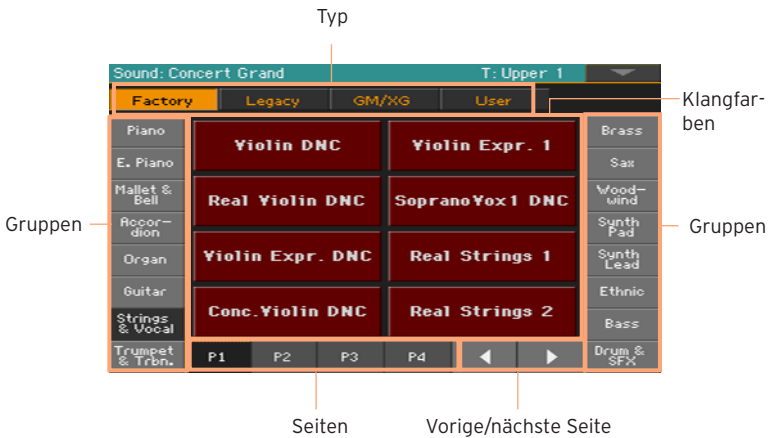 Typ
Sound: Concert Grand T: Upper 1
Factory Legacy GM/XG User
Klangfar-
ben
Gruppen
Piano
E. Piano
Mallet &
Bell
Accor-
dion
Organ
Guitar
Strings
& Vocal
Trumpet
& Trbn.
Violin DNC Violin Expr. 1
Real Violin DNC SopranoVox1 DNC
Violin Expr. DNC Real Strings 1
Conc.Violin DNC Real Strings 2
P1 P2 P3 P4
Brass
Sax
Wood-
wind
Synth
Pad
Synth
Lead
Ethnic
Bass
Drum &
SFX
Gruppen
Seiten Vorige/nächste Seite